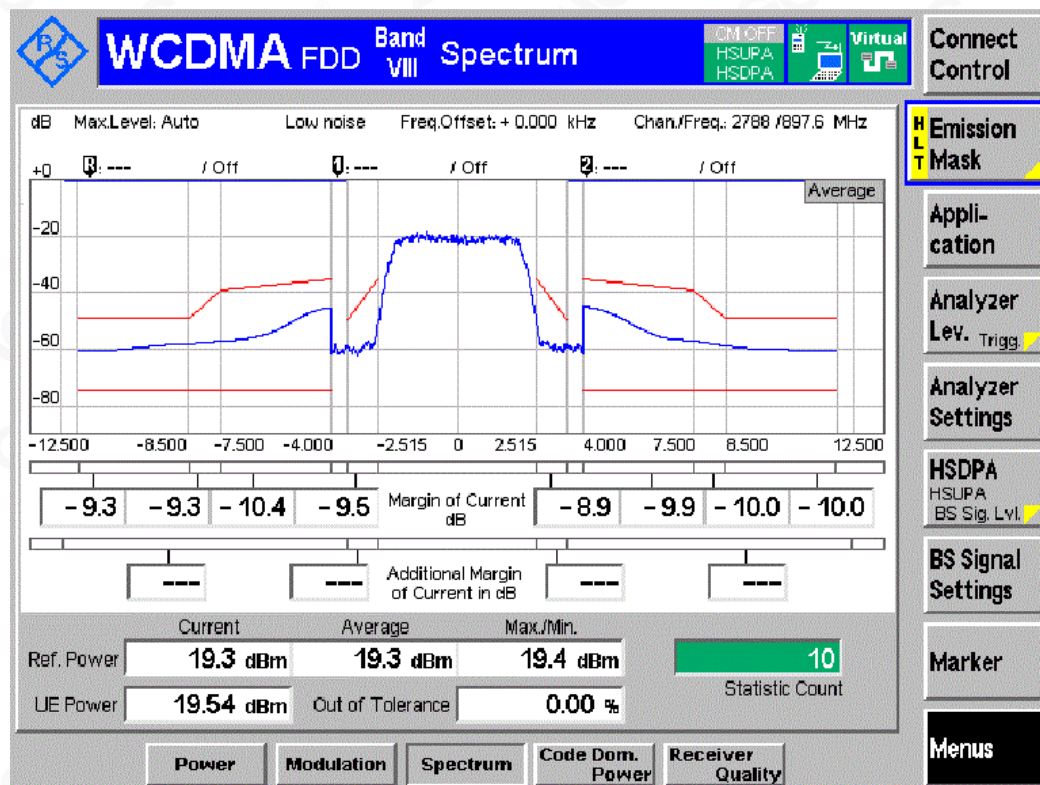 R/S
WCDMA FDD Band VIII Spectrum
CM OFF
HSUPA
HSDPA
Virtual
Connect Control
dB Max.Level: Auto Low noise Freq.Offset: + 0.000 kHz Chan./Freq.: 2788 /897.6 MHz
HLT
Emission Mask
R: --- / Off 1: --- / Off 2: --- / Off
Average
+0
-20
-40
-60
-80
-12.500 -8.500 -7.500 -4.000 -2.515 0 2.515 4.000 7.500 8.500 12.500
Appli-
cation
Analyzer
Lev. Trigg.
Analyzer
Settings
- 9.3 - 9.3 - 10.4 - 9.5 Margin of Current dB - 8.9 - 9.9 - 10.0 - 10.0
HSDPA
HSUPA
BS Sig. Lvl.
--- --- Additional Margin of Current in dB --- ---
BS Signal
Settings
Current Average Max./Min.
Ref. Power 19.3 dBm 19.3 dBm 19.4 dBm 10
Statistic Count
UE Power 19.54 dBm Out of Tolerance 0.00 %
Marker
Menus
Power Modulation Spectrum Code Dom. Power Receiver Quality